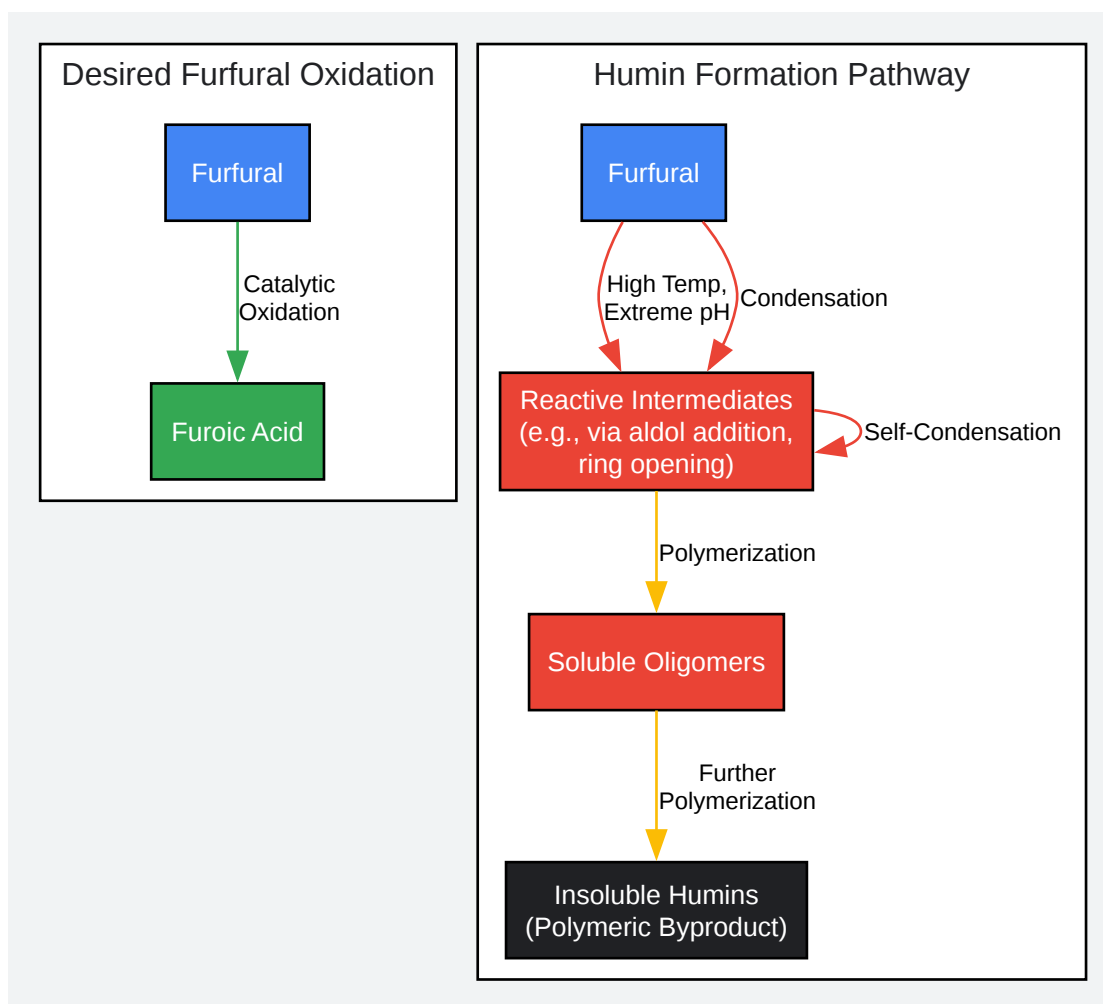 Desired Furfural Oxidation
Furfural
Catalytic
Oxidation
Furoic Acid
Humin Formation Pathway
Furfural
High Temp,
Extreme pH
Condensation
Reactive Intermediates
(e.g., via aldol addition,
ring opening)
Self-Condensation
Polymerization
Soluble Oligomers
Further
Polymerization
Insoluble Humins
(Polymeric Byproduct)